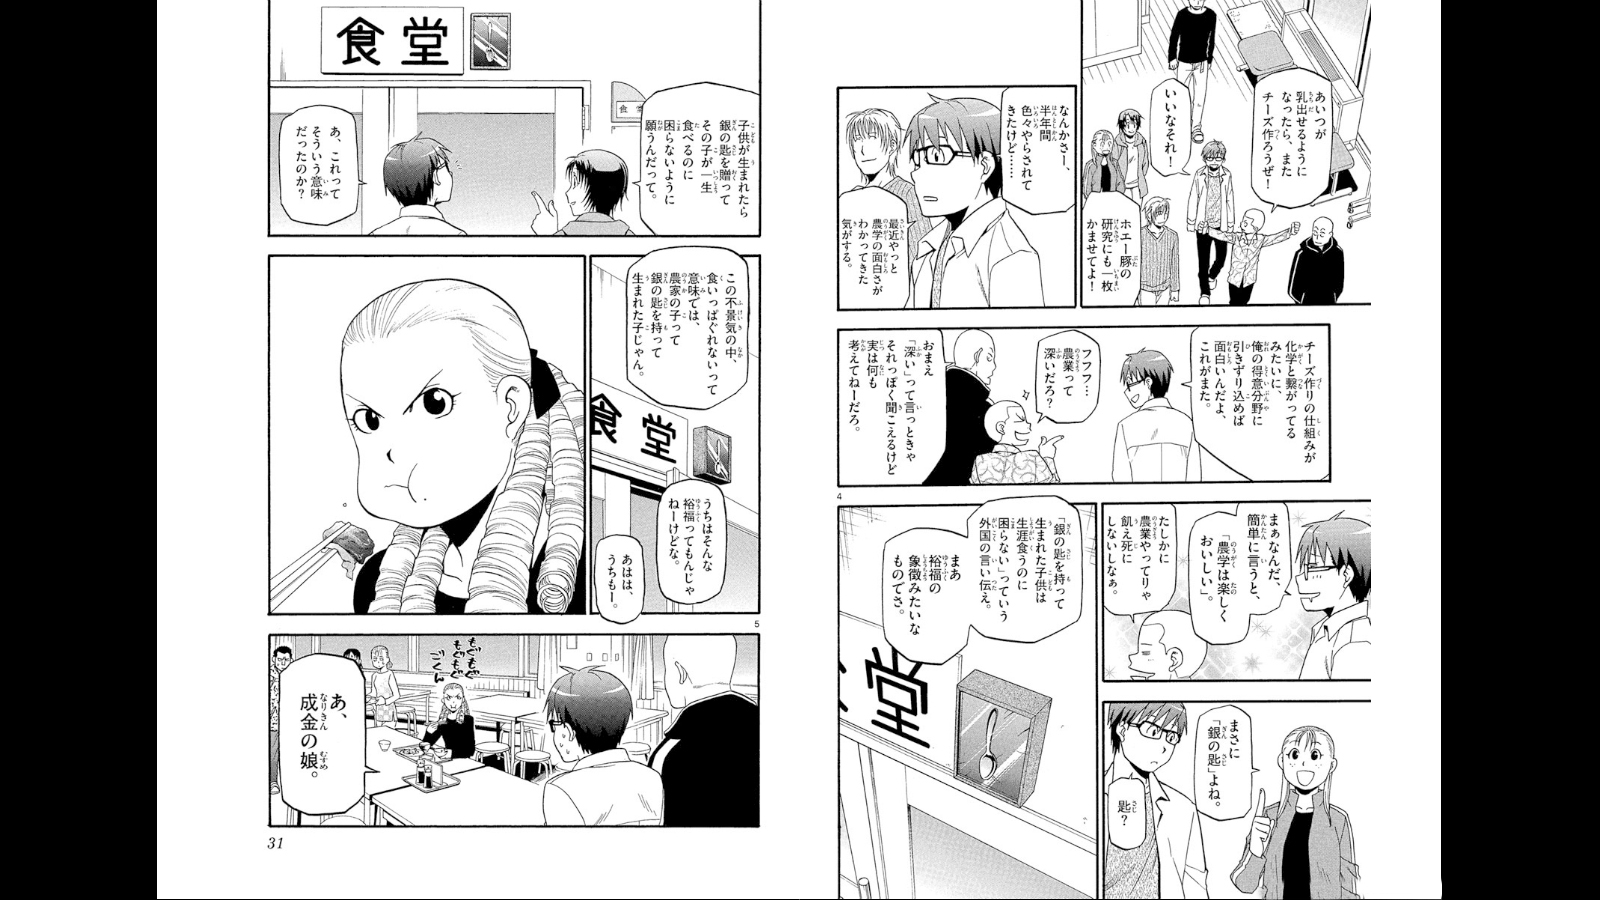 あいつが
乳出せるように
なったら、また
チーズ作ろうぜ!
いいなそれ!
ホエー豚の
研究にも一枚
かませてよ!
なんかさー、
半年間
色々やらされて
きたけど……
最近やっと
農学の面白さが
わかってきた
気がする。
チーズ作りの仕組みが
化学と繋がってる
みたいに、
俺の得意分野に
引きずり込めば
面白いんだよ、
これがまた。
フフフ…
農業って
深いだろ?
おまえ
「深い」って言っときゃ
それっぽく聞こえるけど
実は何も
考えてねーだろ。
4
まぁなんだ、
簡単に言うと、
「農学は楽しく
おいしい」。
たしかに
農業やってりゃ
飢え死に
しないしなぁ。
まさに
「銀の匙」よね。
匙?
「銀の匙を持って
生まれた子供は
生涯食うのに
困らない」っていう
外国の言い伝え。
まあ
裕福の
象徴みたいな
ものでさ。
堂
食堂
食堂
子供が生まれたら
銀の匙を贈って
その子が一生
食べるのに
困らないように
願うんだって。
あ、これって
そういう意味
だったのか?
この不景気の中、
食いっぱぐれないって
意味では、
農家の子って
銀の匙を持って
生まれた子じゃん。
食堂
うちはそんな
裕福ってもんじゃ
ねーけどな。
あはは、
うちもー。
5
もぐもぐ
もぐもぐ
ごくん
あ、
成金の娘。
31